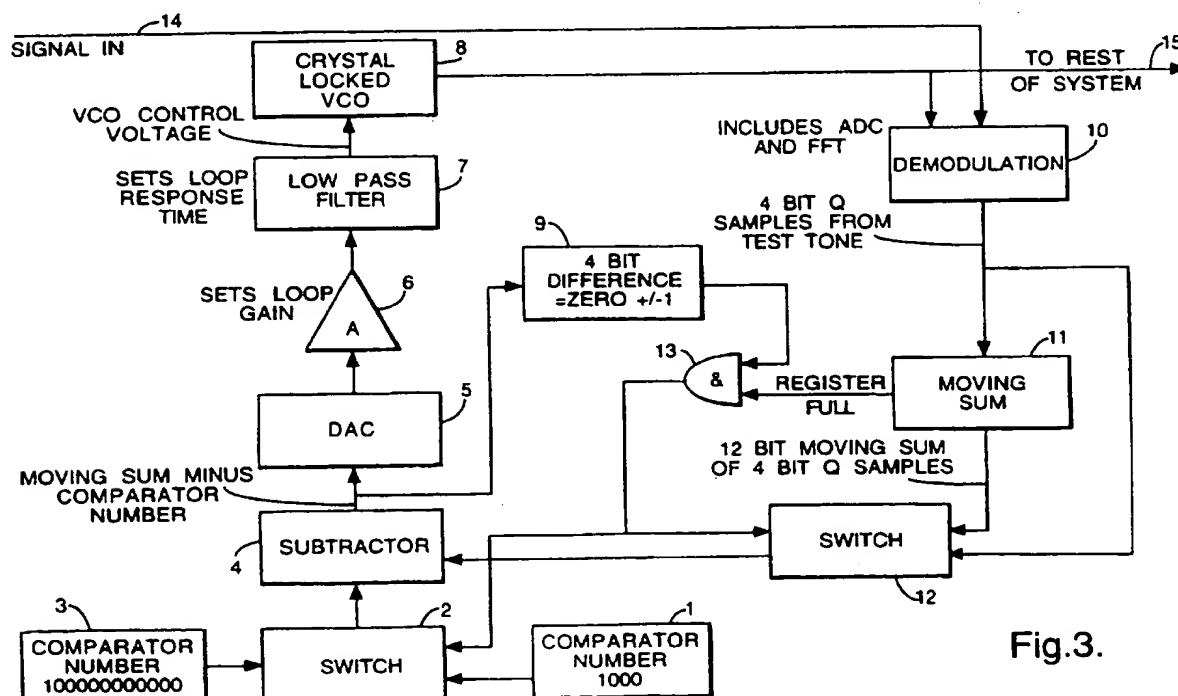 14
SIGNAL IN
8
CRYSTAL
LOCKED
VCO
15
TO REST
OF SYSTEM
VCO CONTROL
VOLTAGE
INCLUDES ADC
AND FFT
10
DEMODULATION
SETS LOOP
RESPONSE
TIME
7
LOW PASS
FILTER
4 BIT Q
SAMPLES FROM
TEST TONE
9
4 BIT
DIFFERENCE
=ZERO +/-1
SETS LOOP
GAIN
6
A
13
&
REGISTER
FULL
11
MOVING
SUM
5
DAC
12 BIT MOVING SUM
OF 4 BIT Q SAMPLES
MOVING SUM MINUS
COMPARATOR
NUMBER
4
SUBTRACTOR
SWITCH
12
3
COMPARATOR
NUMBER
100000000000
2
SWITCH
1
COMPARATOR
NUMBER
1000
Fig.3.